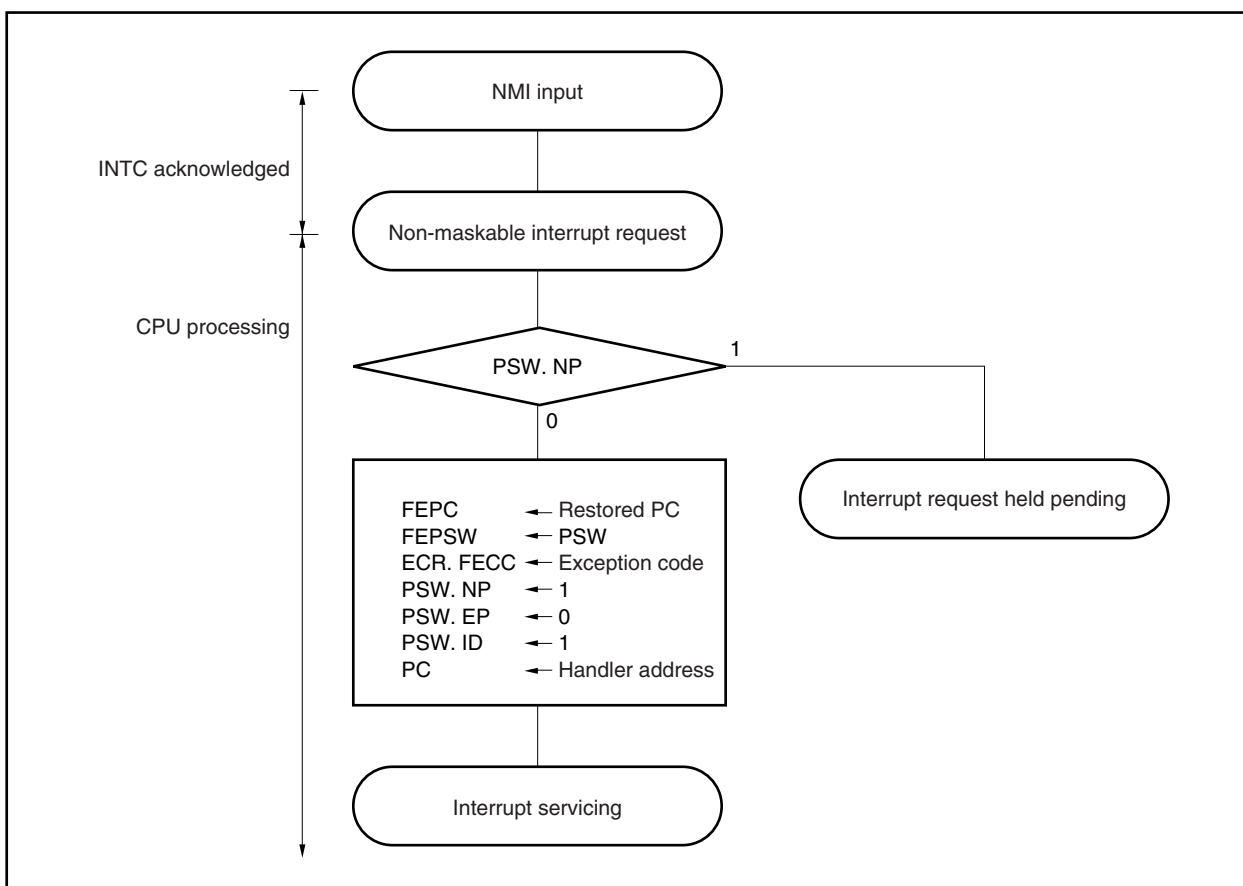 NMI input
INTC acknowledged
Non-maskable interrupt request
CPU processing
PSW. NP
1
0
FEPC ← Restored PC
FEPSW ← PSW
ECR. FECC ← Exception code
PSW. NP ← 1
PSW. EP ← 0
PSW. ID ← 1
PC ← Handler address
Interrupt request held pending
Interrupt servicing